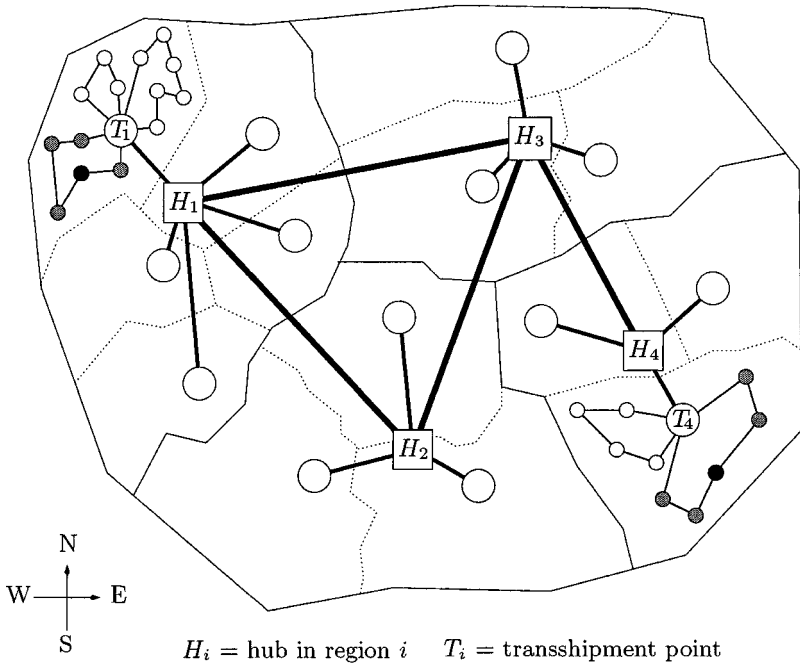 T₁
H₃
H₁
H₄
T₄
H₂
N
W E
S
Hᵢ = hub in region i Tᵢ = transshipment point